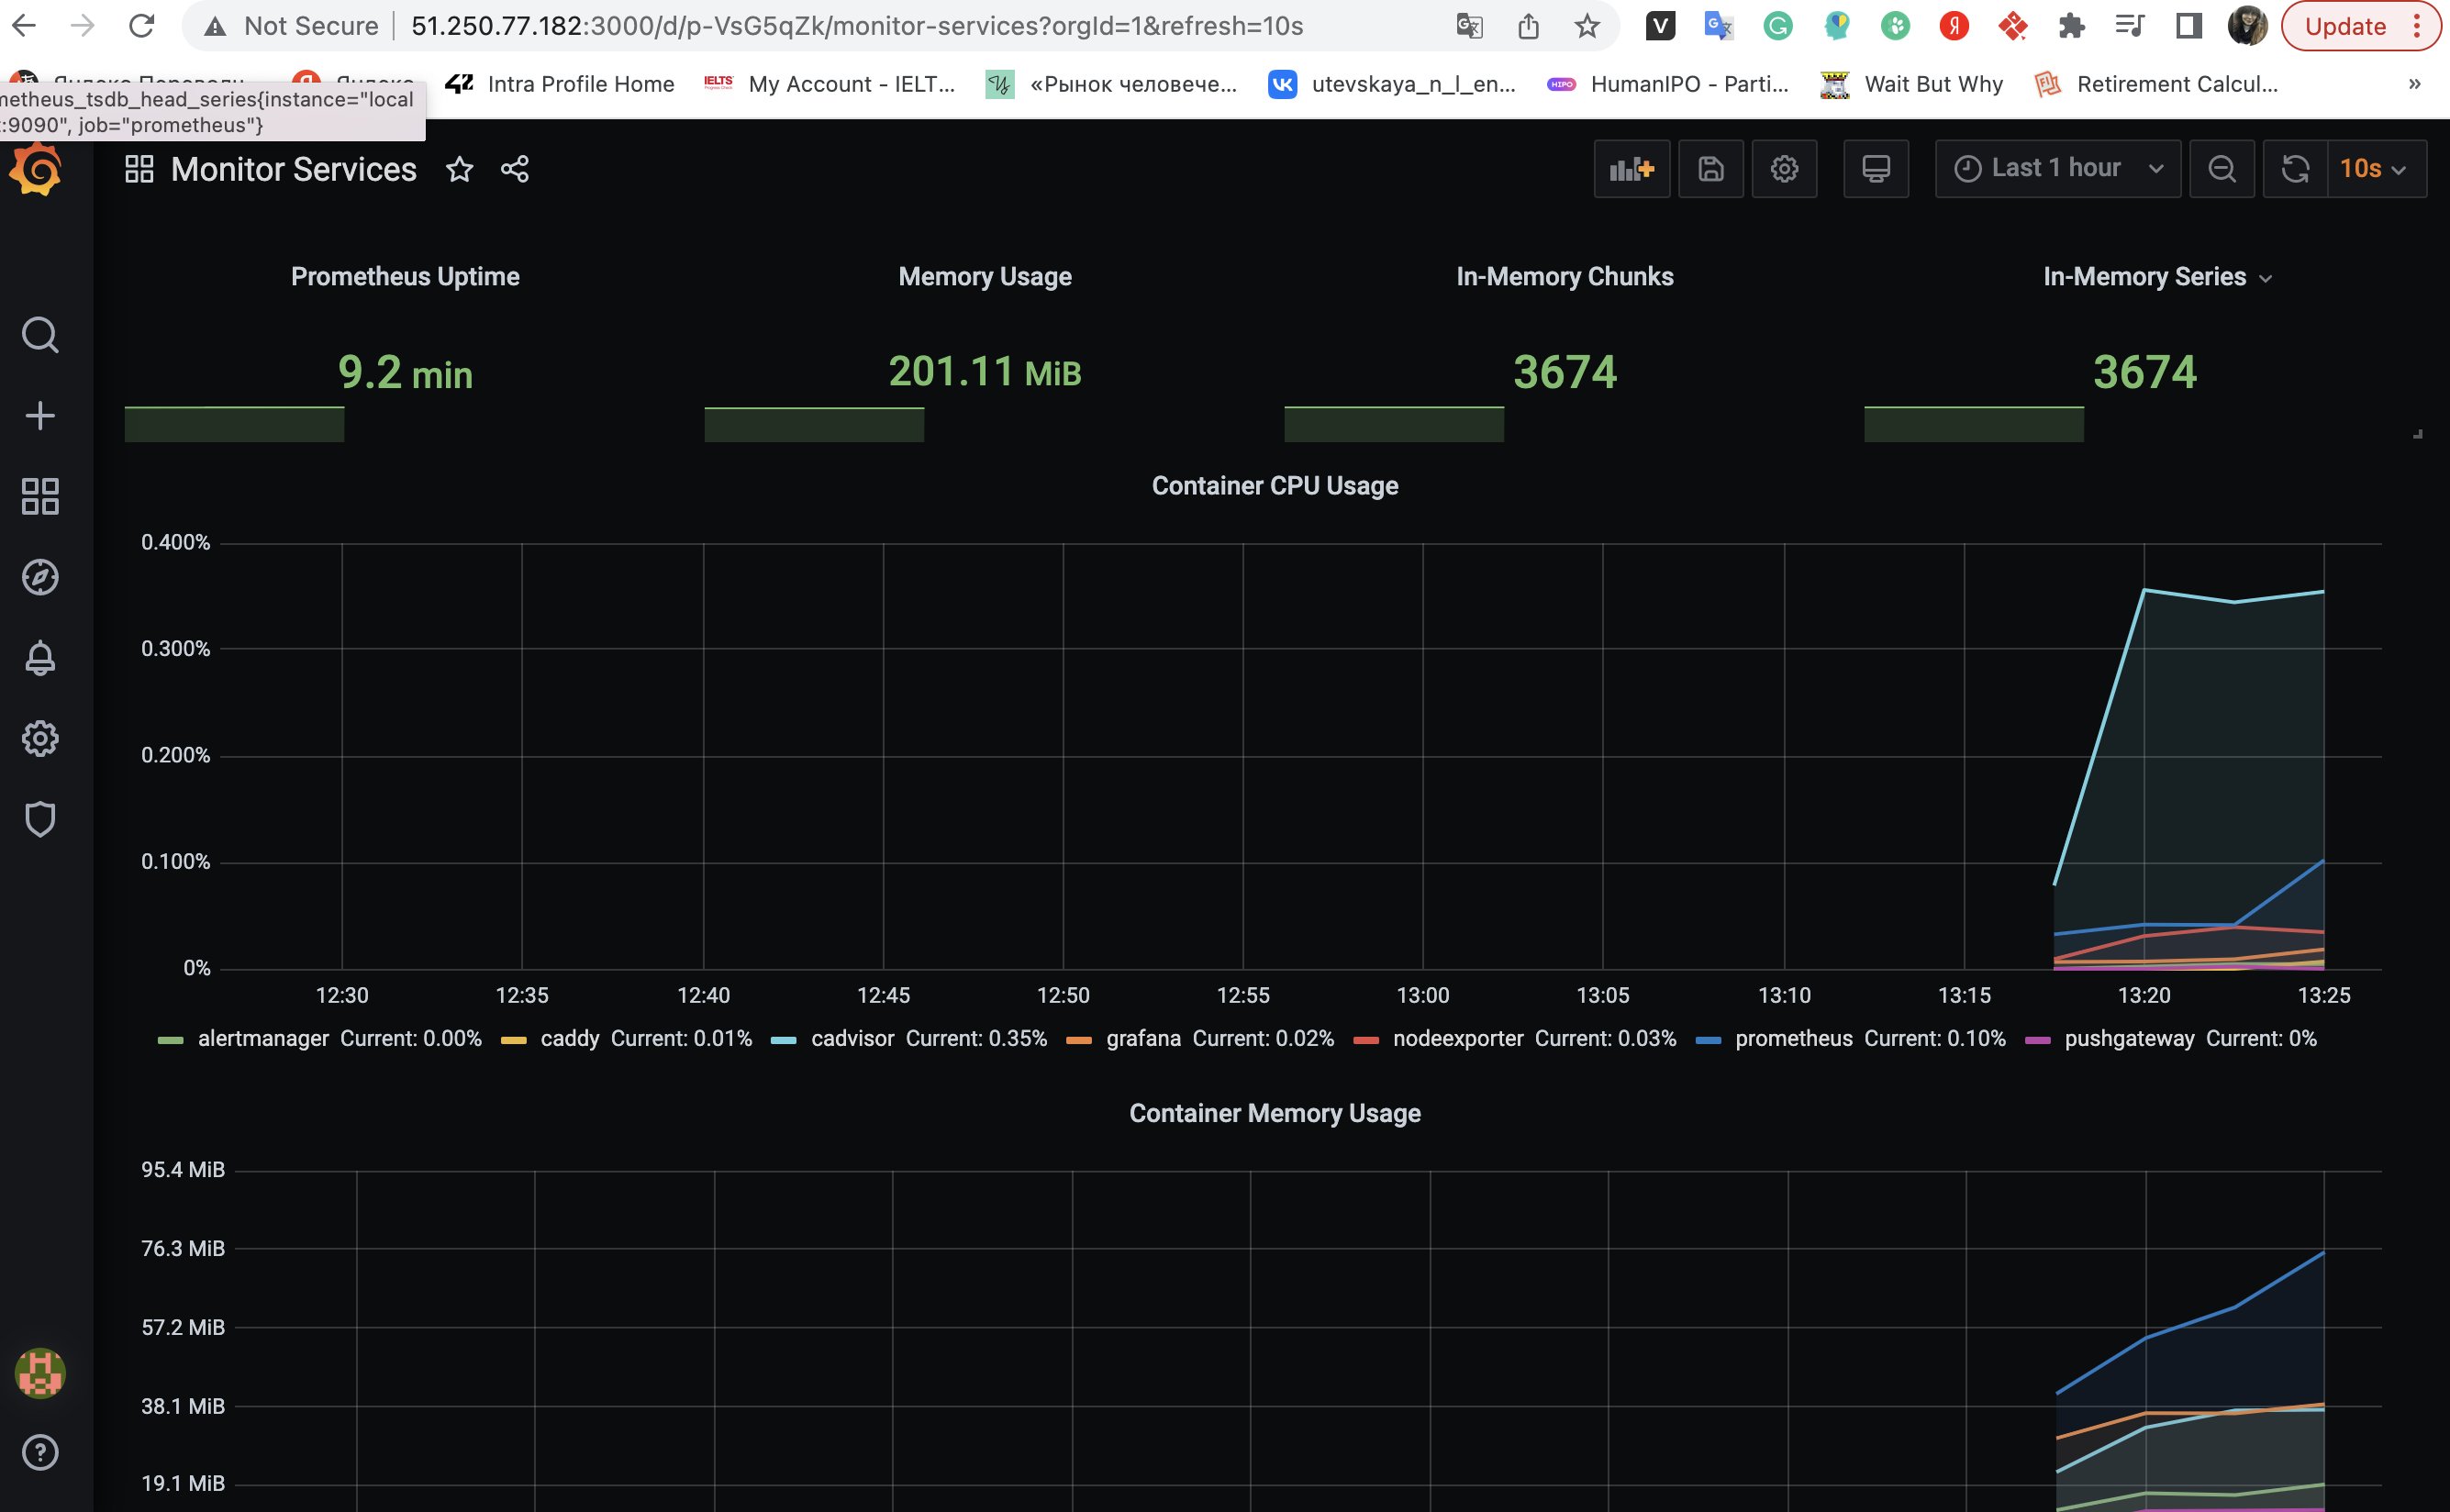 Not Secure 51.250.77.182:3000/d/p-VsG5qZk/monitor-services?orgId=1&refresh=10s
Update
Intra Profile Home
IELTS My Account - IELT...
«Рынок человече...
utevskaya_n_l_en...
HIPO HumanIPO - Parti...
Wait But Why
Retirement Calcul...
»
metheus_tsdb_head_series{instance="local
:9090", job="prometheus"}
Monitor Services
Last 1 hour
10s
Prometheus Uptime
Memory Usage
In-Memory Chunks
In-Memory Series
9.2 min
201.11 MiB
3674
3674
Container CPU Usage
0.400%
0.300%
0.200%
0.100%
0%
12:30 12:35 12:40 12:45 12:50 12:55 13:00 13:05 13:10 13:15 13:20 13:25
alertmanager Current: 0.00% caddy Current: 0.01% cadvisor Current: 0.35% grafana Current: 0.02% nodeexporter Current: 0.03% prometheus Current: 0.10% pushgateway Current: 0%
Container Memory Usage
95.4 MiB
76.3 MiB
57.2 MiB
38.1 MiB
19.1 MiB